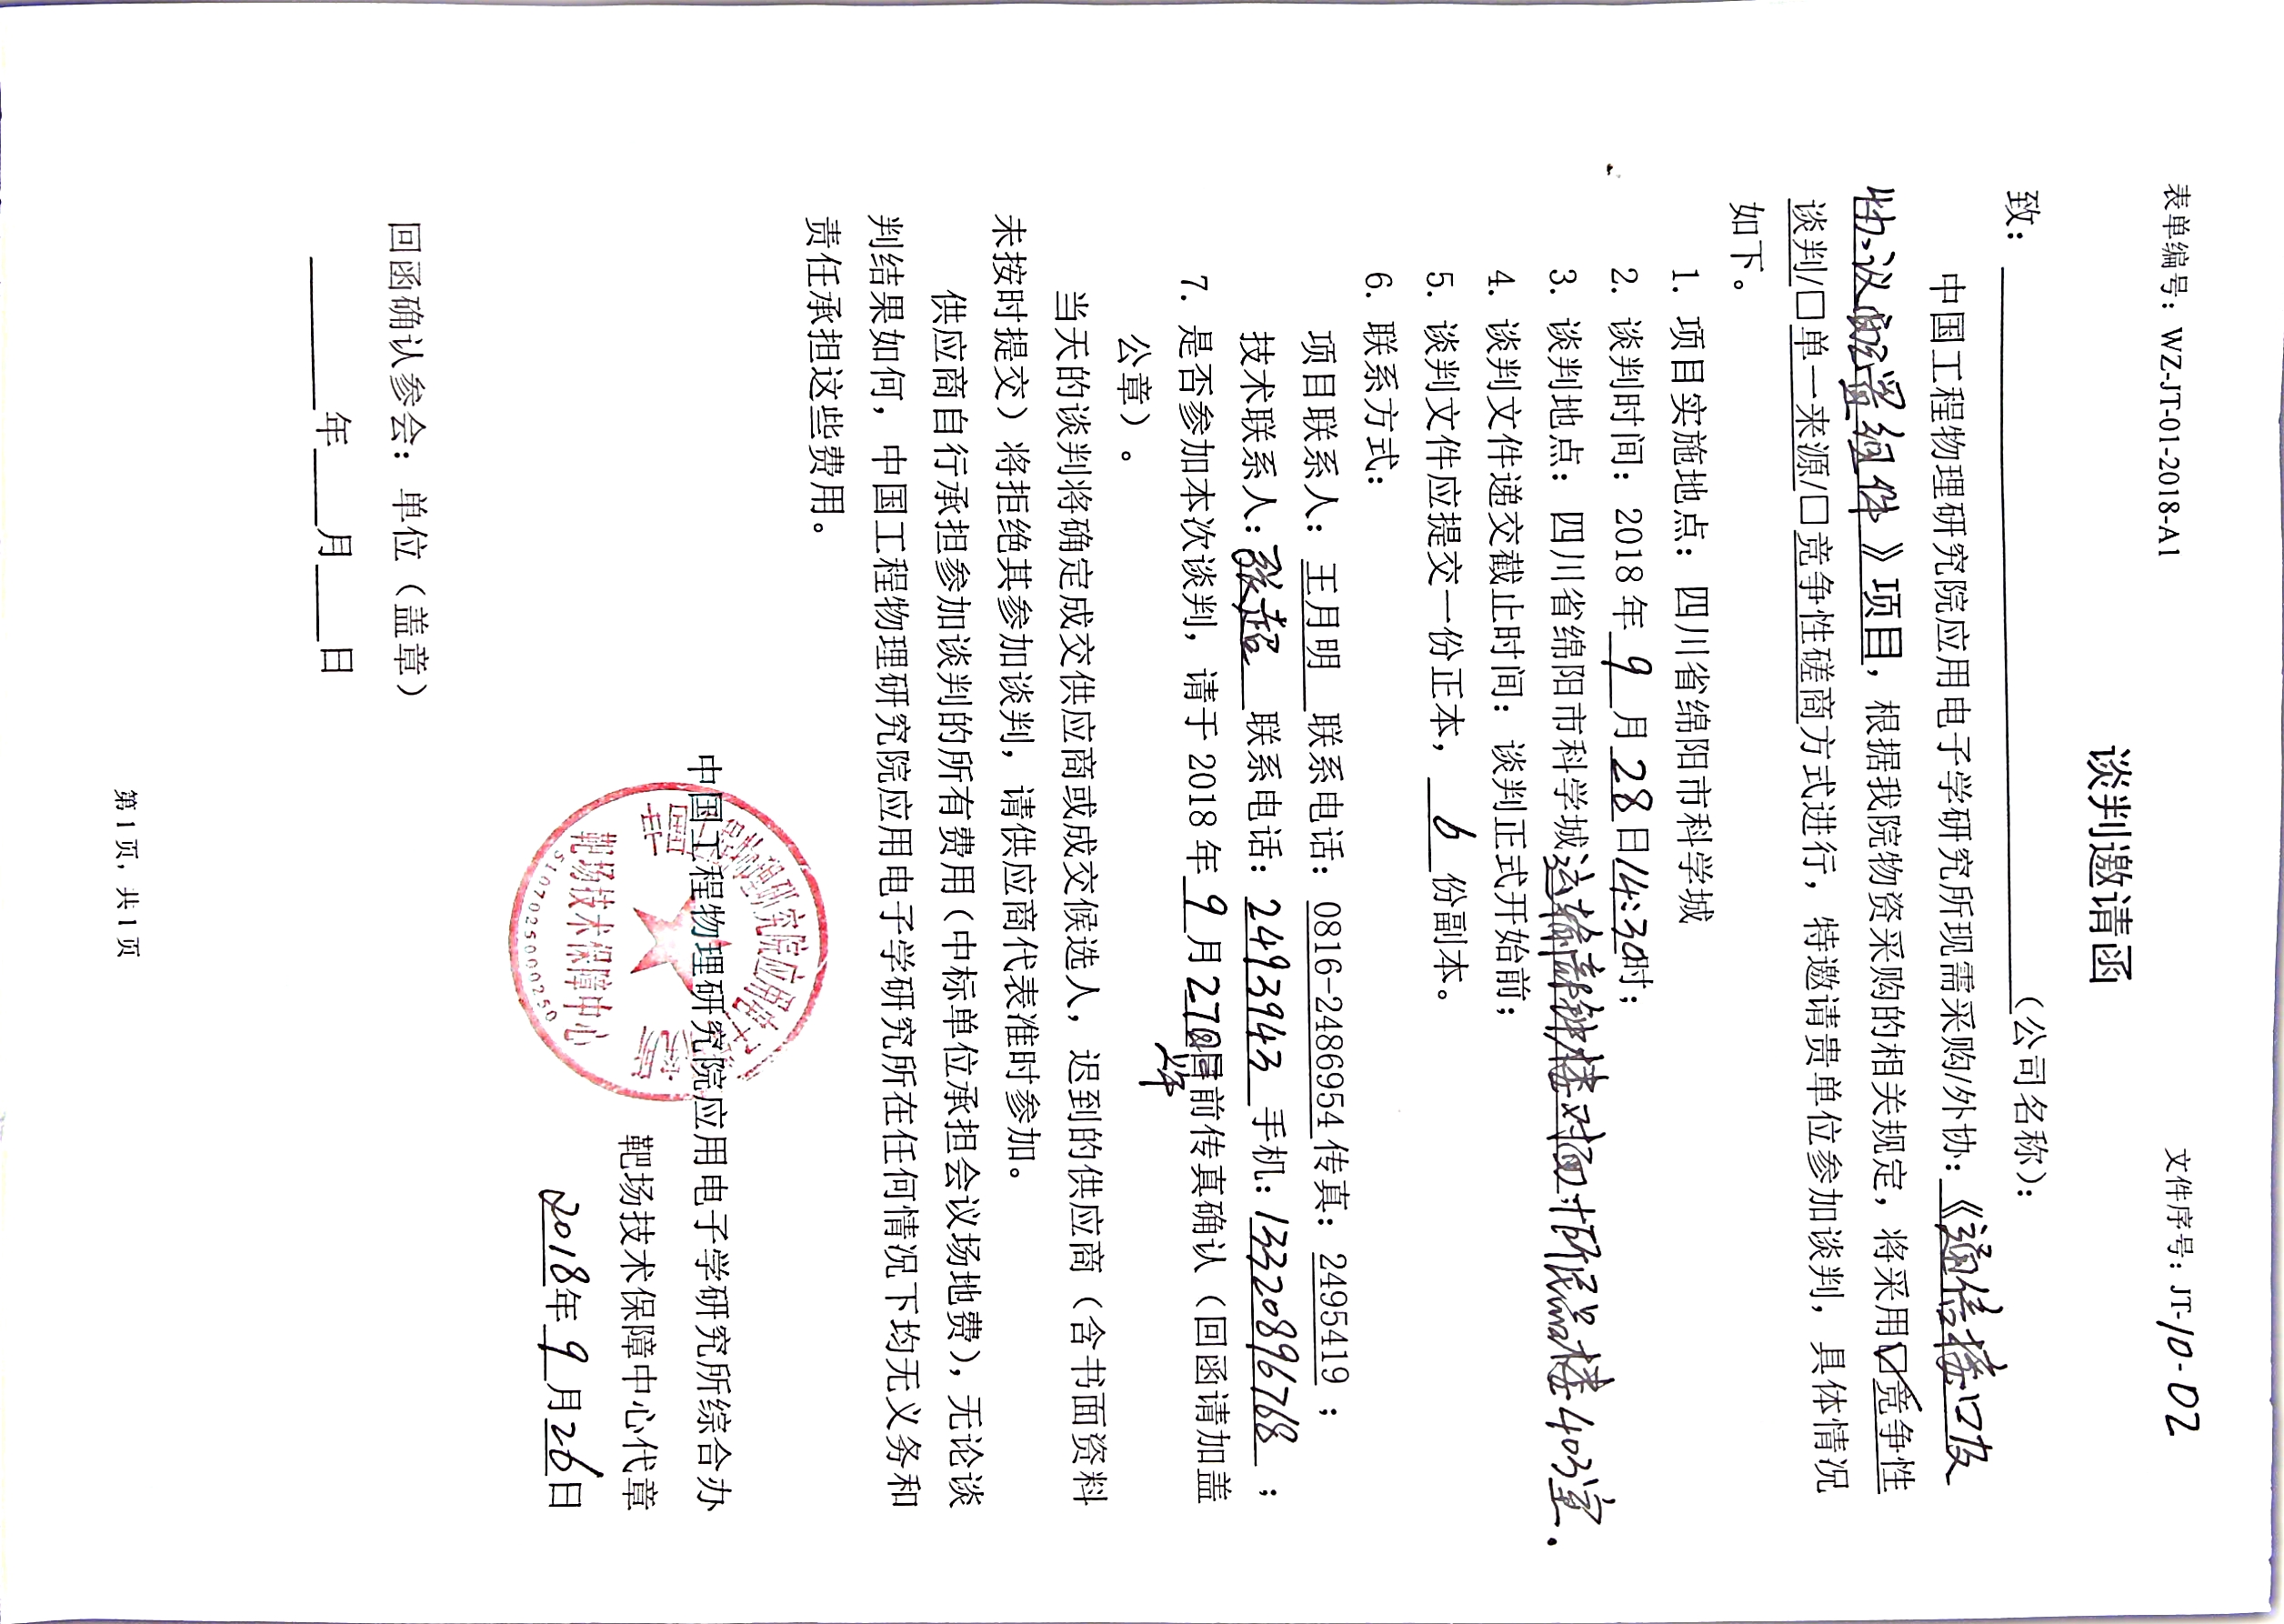 表单编号：WZ-JT-01-2018-A1
文件序号：JT-10-02
谈判邀请函
致：（公司名称）：
中国工程物理研究院应用电子学研究所现需采购/外协：《通信接口及
协议配置组件》项目，根据我院物资采购的相关规定，将采用☑竞争性
谈判/□单一来源/□竞争性磋商方式进行，特邀请贵单位参加谈判，具体情况
如下。
1. 项目实施地点：四川省绵阳市科学城
2. 谈判时间：2018年9月28日14:30时；
3. 谈判地点：四川省绵阳市科学城运输部钟楼对面十所民品楼403室.
4. 谈判文件递交截止时间：谈判正式开始前；
5. 谈判文件应提交一份正本，6份副本。
6. 联系方式：
项目联系人：王月明 联系电话：0816-2486954传真：2495419；
技术联系人：张超 联系电话：2493943 手机：13320896768；
7. 是否参加本次谈判，请于2018年9月27日前传真确认（回函请加盖
公章）。
当天的谈判将确定成交供应商或成交候选人，迟到的供应商（含书面资料
未按时提交）将拒绝其参加谈判，请供应商代表准时参加。
供应商自行承担参加谈判的所有费用（中标单位承担会议场地费），无论谈
判结果如何，中国工程物理研究院应用电子学研究所在任何情况下均无义务和
责任承担这些费用。
中国工程物理研究院应用电子学研究所
中国工程物理研究院应用电子学研究所综合办
靶场技术保障中心代章
靶场技术保障中心
5107025000250
2018年9月26日
回函确认参会：单位（盖章）
年 月 日
第1页，共1页